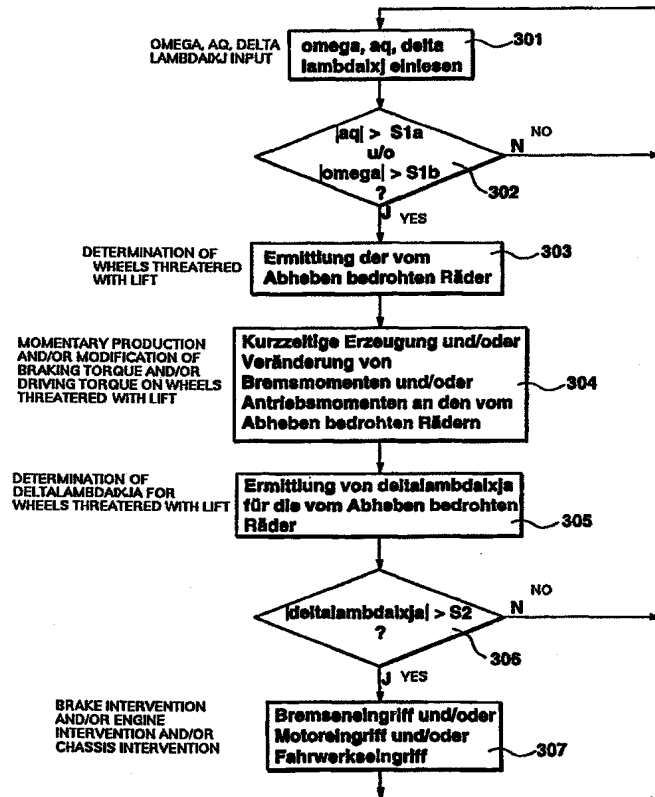 OMEGA, AQ, DELTA
LAMBDAIXJ INPUT
omega, aq, delta
lambdaixj einlesen
301
|aq| > S1a
u/o
|omega| > S1b
?
302
N
NO
J
YES
DETERMINATION OF
WHEELS THREATERED
WITH LIFT
Ermittlung der vom
Abheben bedrohten Räder
303
MOMENTARY PRODUCTION
AND/OR MODIFICATION OF
BRAKING TORQUE AND/OR
DRIVING TORQUE ON WHEELS
THREATERED WITH LIFT
Kurzzeitige Erzeugung und/oder
Veränderung von
Bremsmomenten und/oder
Antriebsmomenten an den vom
Abheben bedrohten Rädern
304
DETERMINATION OF
DELTALAMBDAIXJA FOR
WHEELS THREATERED WITH LIFT
Ermittlung von deltalambdaixja
für die vom Abheben bedrohten
Räder
305
|deltalambdaixja| > S2
?
306
N
NO
J
YES
BRAKE INTERVENTION
AND/OR ENGINE
INTERVENTION AND/OR
CHASSIS INTERVENTION
Bremseneingriff und/oder
Motoreingriff und/oder
Fahrwerkseingriff
307